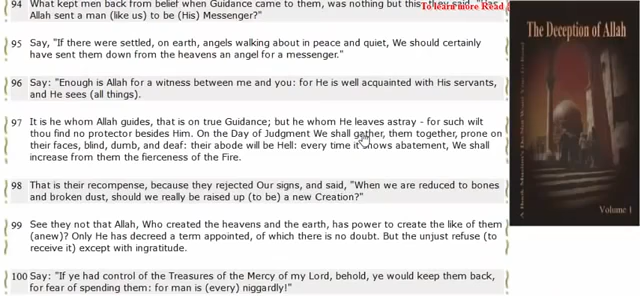 94 What kept men back from belief when Guidance came to them, was nothing but this:
To learn more Read
Allah sent a man (like us) to be (His) Messenger?"
95 Say, "If there were settled, on earth, angels walking about in peace and quiet, We should certainly
have sent them down from the heavens an angel for a messenger."
96 Say: "Enough is Allah for a witness between me and you: for He is well acquainted with His servants,
and He sees (all things).
97 It is he whom Allah guides, that is on true Guidance; but he whom He leaves astray - for such wilt
thou find no protector besides Him. On the Day of Judgment We shall gather, them together, prone on
their faces, blind, dumb, and deaf: their abode will be Hell: every time it shows abatement, We shall
increase from them the fierceness of the Fire.
98 That is their recompense, because they rejected Our signs, and said, "When we are reduced to bones
and broken dust, should we really be raised up (to be) a new Creation?"
99 See they not that Allah, Who created the heavens and the earth, has power to create the like of them
(anew)? Only He has decreed a term appointed, of which there is no doubt. But the unjust refuse (to
receive it) except with ingratitude.
100 Say: "If ye had control of the Treasures of the Mercy of my Lord, behold, ye would keep them back,
for fear of spending them: for man is (every) niggardly!"
The Deception of Allah
Volume 1